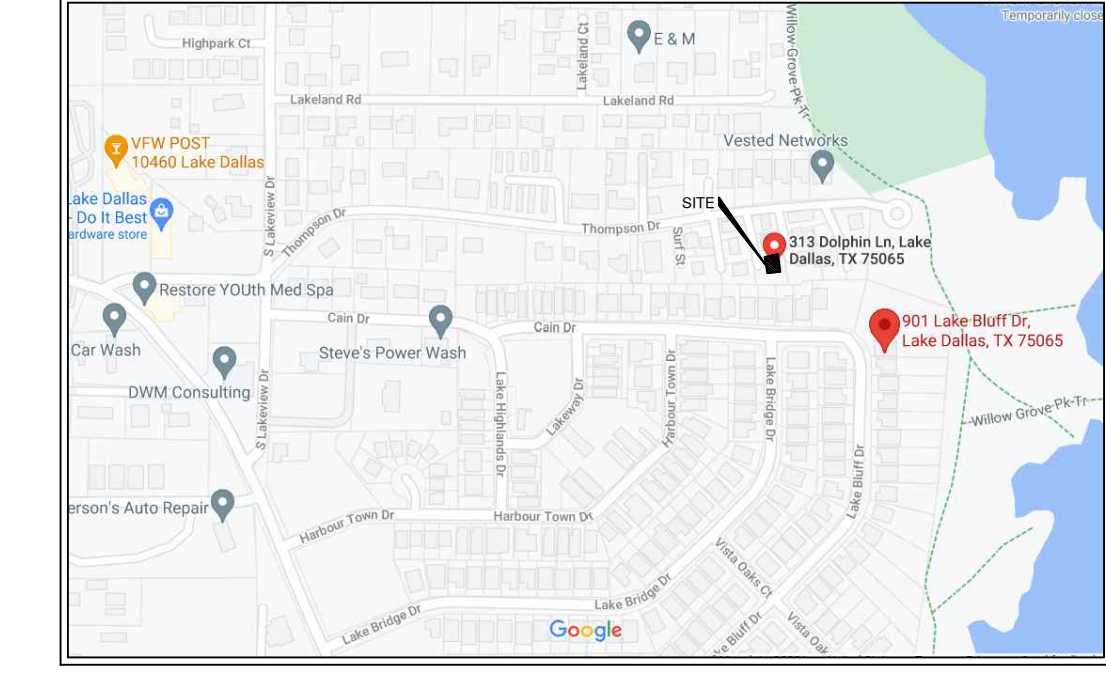 Temporarily close
Highpark Ct
Lakeland Ct
E & M
Willow Grove Pk Tr
Lakeland Rd
Lakeland Rd
VFW POST
10460 Lake Dallas
Vested Networks
Lake Dallas
- Do It Best
ardware store
S Lakeview Dr
Thompson Dr
Thompson Dr
Surf St
SITE
313 Dolphin Ln, Lake
Dallas, TX 75065
Restore YOUth Med Spa
Cain Dr
Cain Dr
901 Lake Bluff Dr,
Lake Dallas, TX 75065
Car Wash
Steve's Power Wash
DWM Consulting
S Lakeview Dr
Lake Highlands Dr
Lakeway Dr
Harbour Town Dr
Lake Bridge Dr
Willow Grove Pk Tr
Lake Bluff Dr
erson's Auto Repair
Harbour Town Dr
Harbour Town Dr
Vista Oaks Ct
Lake Bridge Dr
Lake Bridge Dr
Google
ke Bluff Dr
Vista Oak